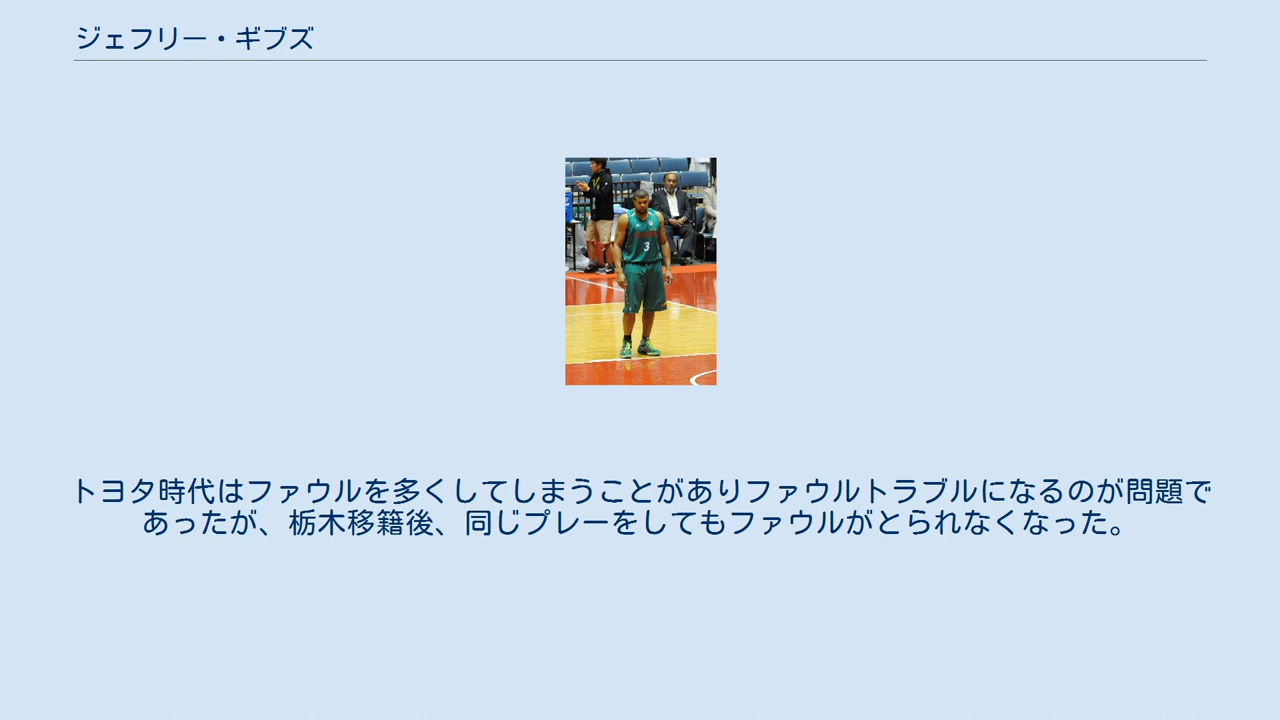 ジェフリー・ギブズ
3
トヨタ時代はファウルを多くしてしまうことがありファウルトラブルになるのが問題で
あったが、栃木移籍後、同じプレーをしてもファウルがとられなくなった。